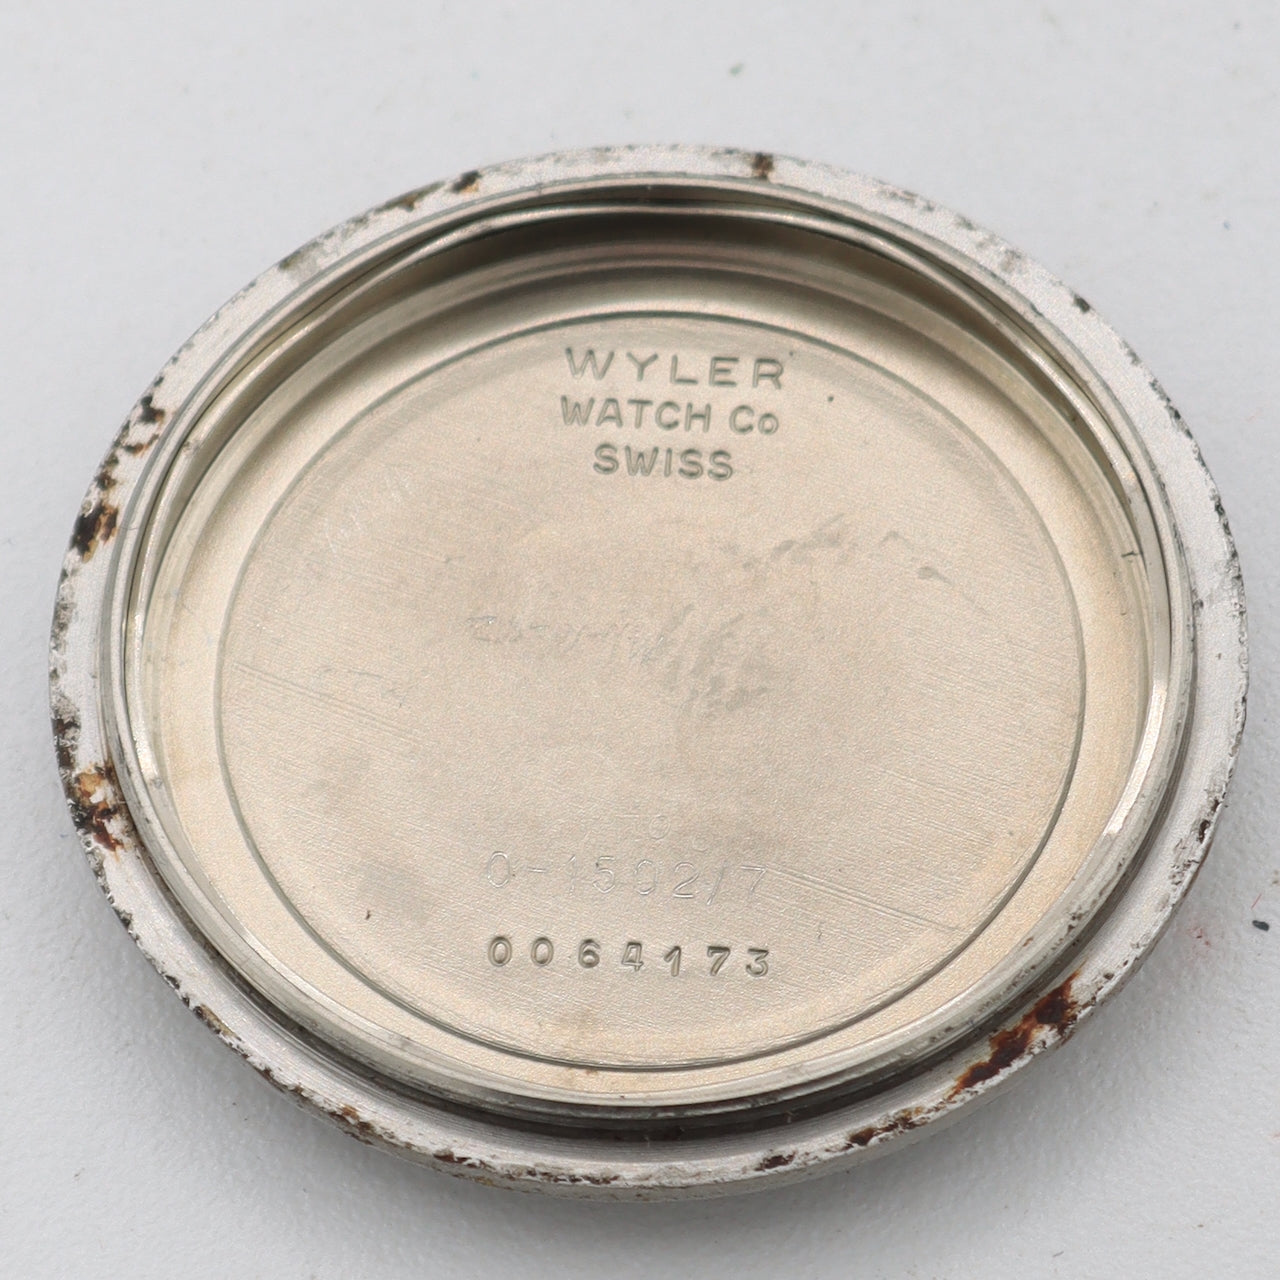 WYLER
WATCH Co
SWISS
0-1502/7
0064173